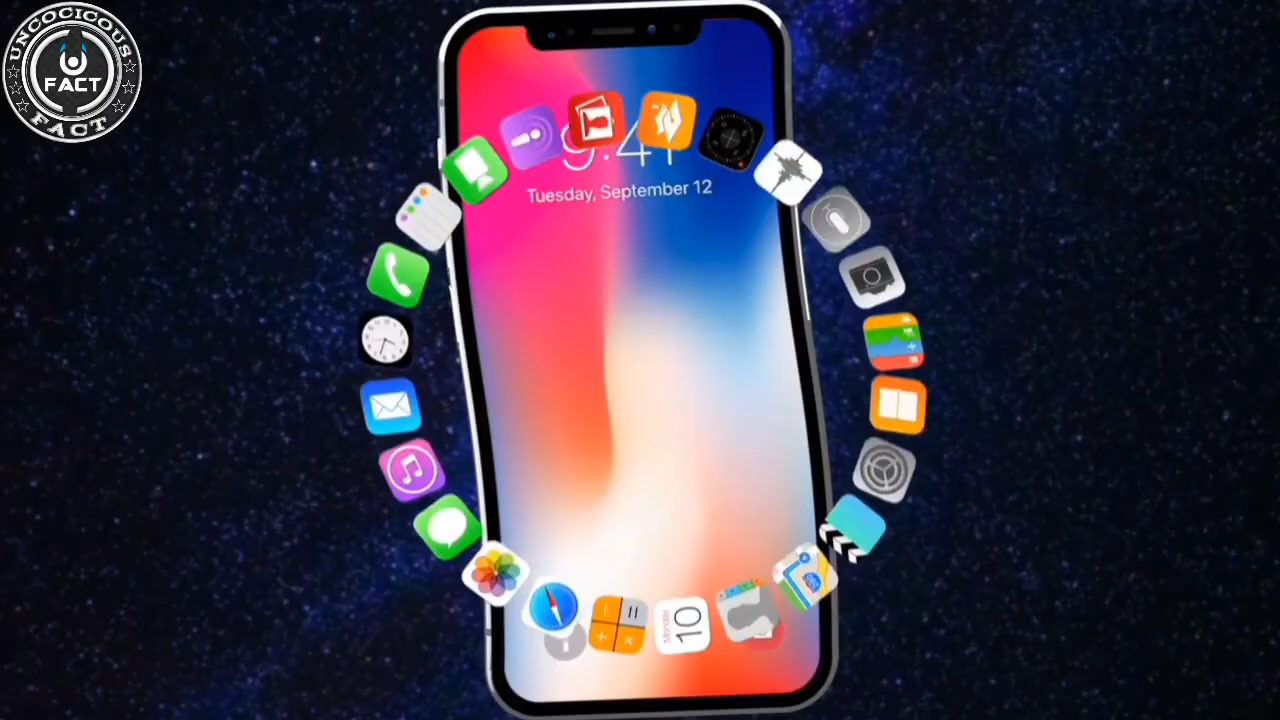 UNCOCICOUS
FACT
FACT
9:41
Tuesday, September 12
Monday
10